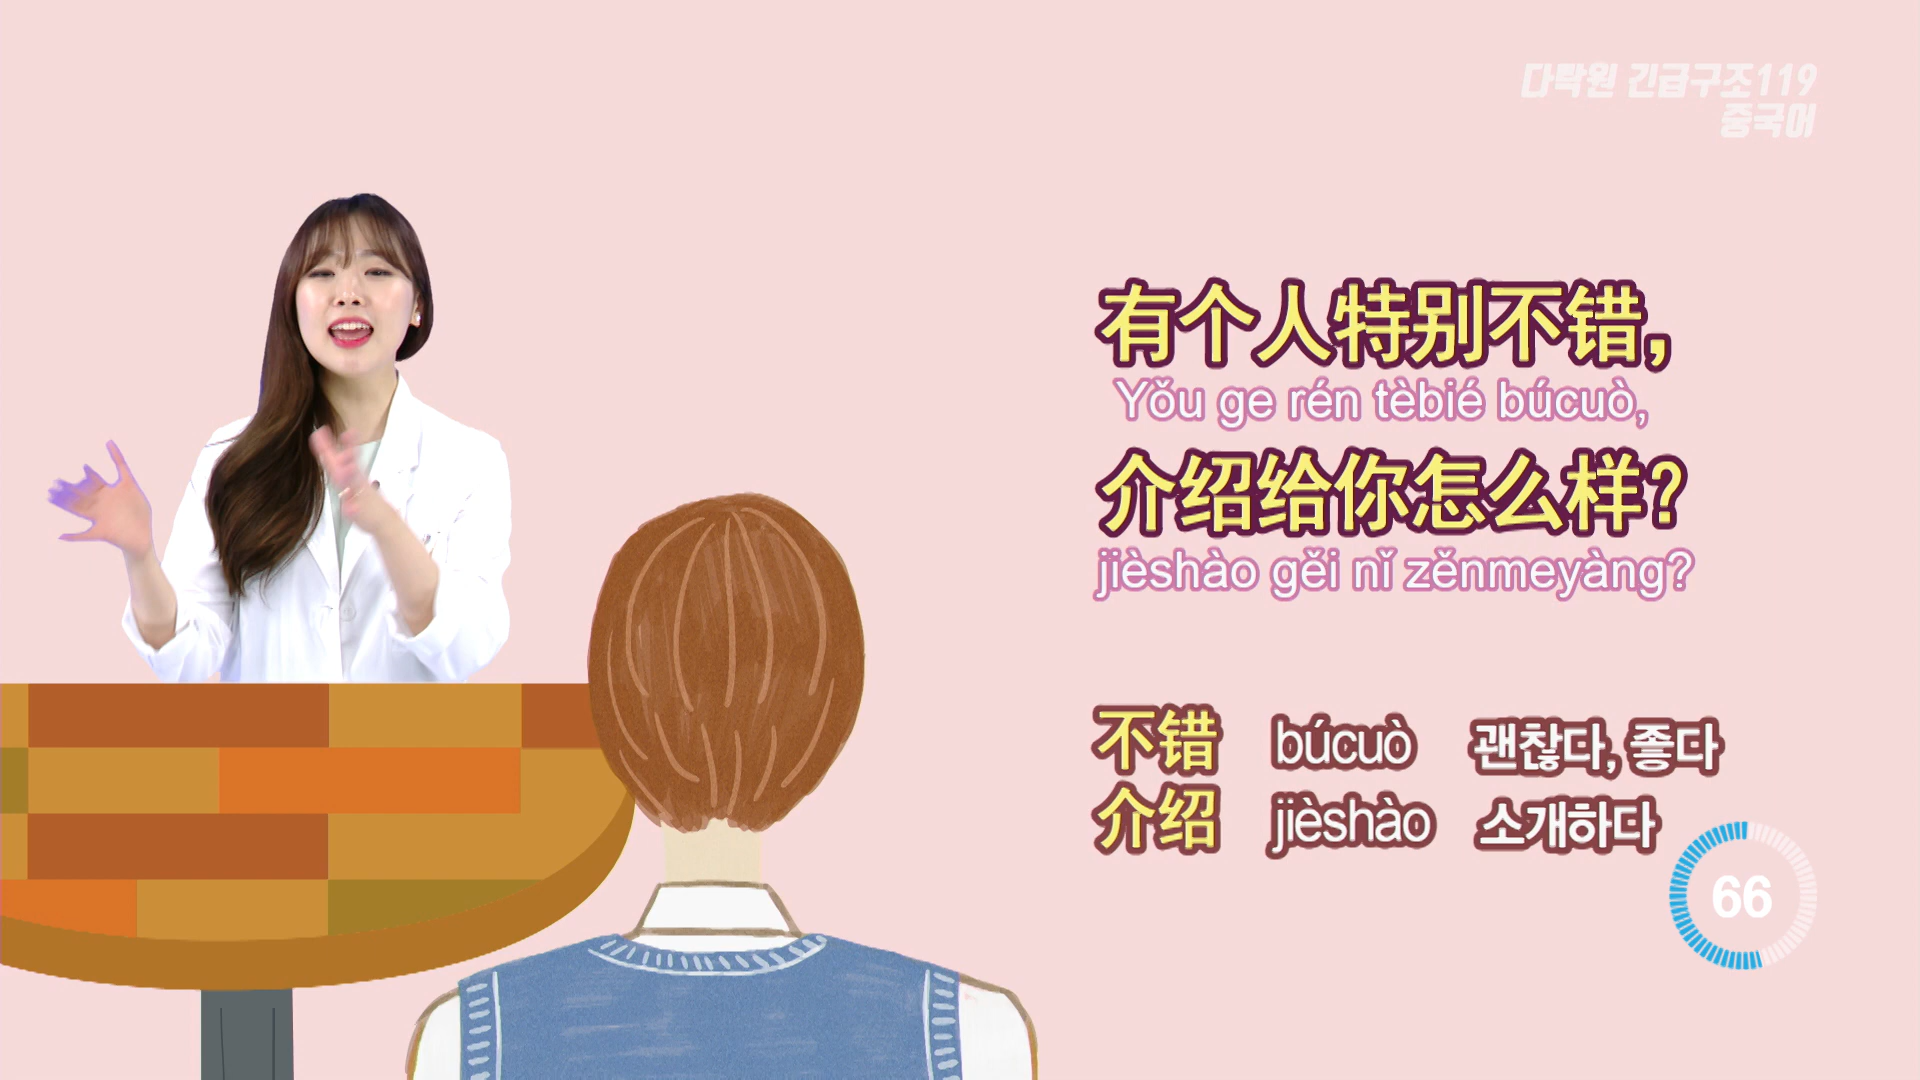 다락원 긴급구조119
중국어
有个人特别不错，
Yǒu ge rén tèbié búcuò,
介绍给你怎么样？
jièshào gěi nǐ zěnmeyàng?
不错 búcuò 괜찮다, 좋다
介绍 jièshào 소개하다
66